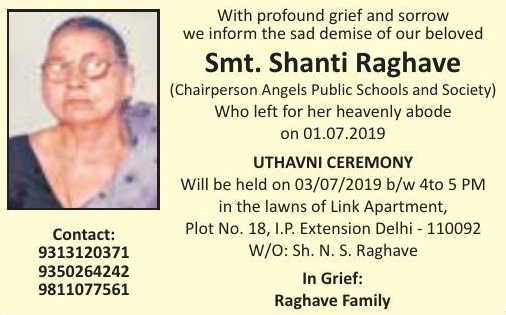 With profound grief and sorrow
we inform the sad demise of our beloved
Smt. Shanti Raghave
(Chairperson Angels Public Schools and Society)
Who left for her heavenly abode
on 01.07.2019
UTHAVNI CEREMONY
Will be held on 03/07/2019 b/w 4to 5 PM
in the lawns of Link Apartment,
Plot No. 18, I.P. Extension Delhi - 110092
W/O: Sh. N. S. Raghave
In Grief:
Raghave Family
Contact:
9313120371
9350264242
9811077561